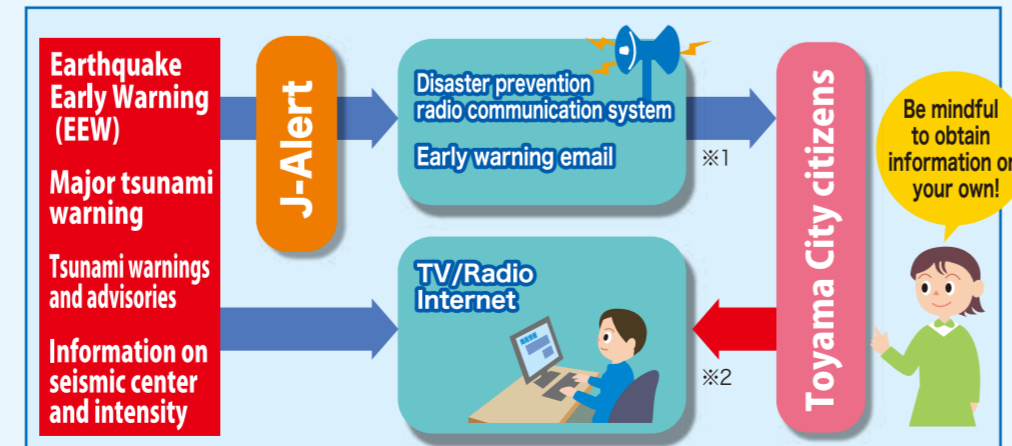 Earthquake
Early Warning
(EEW)
Major tsunami
warning
Tsunami warnings
and advisories
Information on
seismic center
and intensity
J-Alert
Disaster prevention
radio communication system
Early warning email
※1
TV/Radio
Internet
※2
Toyama City citizens
Be mindful
to obtain
information on
your own!